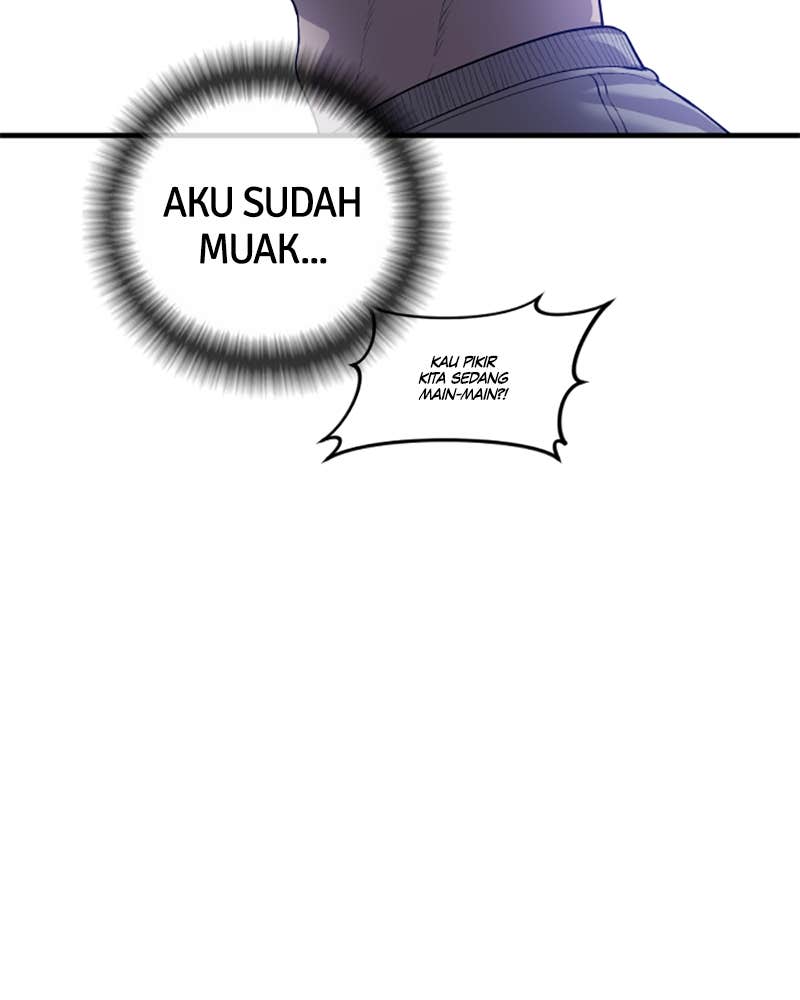 AKU SUDAH
MUAK...
KAU PIKIR
KITA SEDANG
MAIN-MAIN?!